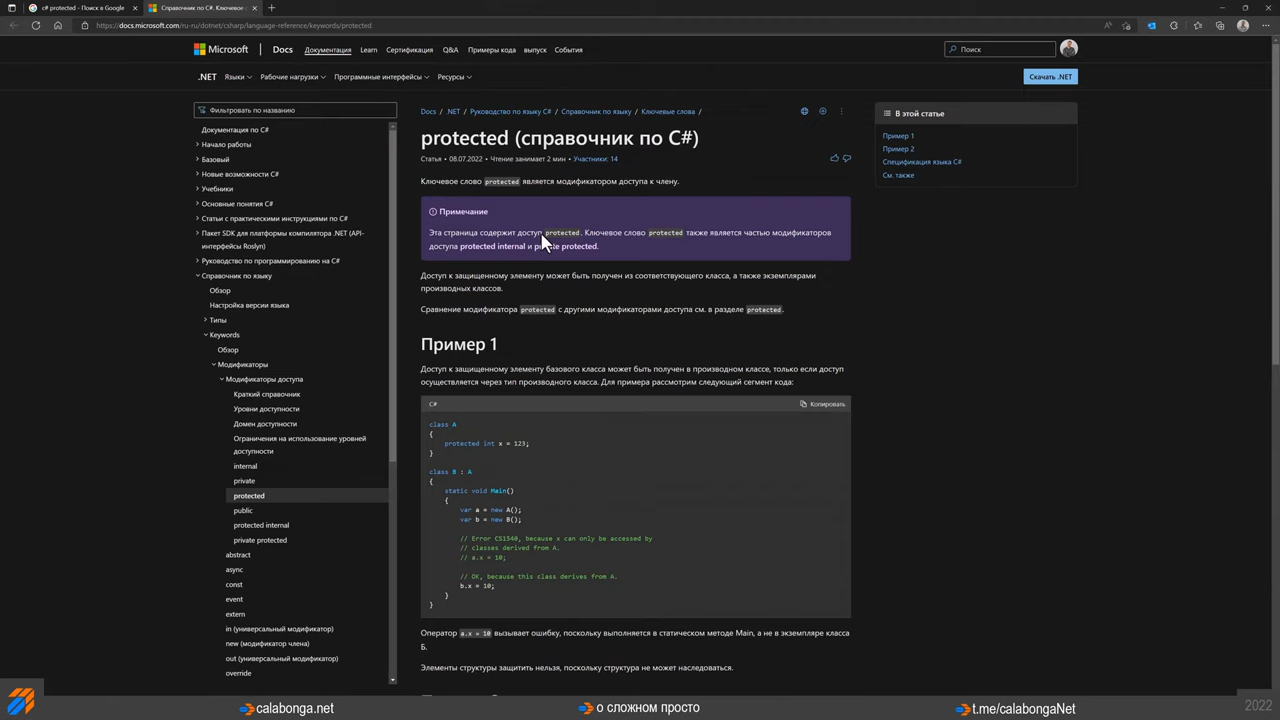 c# protected - Поиск в Google
Справочник по C#. Ключевое с
https://docs.microsoft.com/ru-ru/dotnet/csharp/language-reference/keywords/protected
Microsoft
Docs
Документация
Learn
Сертификация
Q&A
Примеры кода
выпуск
События
Поиск
.NET
Языки
Рабочие нагрузки
Программные интерфейсы
Ресурсы
Скачать .NET
Фильтровать по названию
Документация по C#
Начало работы
Базовый
Новые возможности C#
Учебники
Основные понятия C#
Статьи с практическими инструкциями по C#
Пакет SDK для платформы компилятора .NET (API-
интерфейсы Roslyn)
Руководство по программированию на C#
Справочник по языку
Обзор
Настройка версии языка
Типы
Keywords
Обзор
Модификаторы
Модификаторы доступа
Краткий справочник
Уровни доступности
Домен доступности
Ограничения на использование уровней
доступности
internal
private
protected
public
protected internal
private protected
abstract
async
const
event
extern
in (универсальный модификатор)
new (модификатор члена)
out (универсальный модификатор)
override
Docs / .NET / Руководство по языку C# / Справочник по языку / Ключевые слова /
protected (справочник по C#)
Статья • 08.07.2022 • Чтение занимает 2 мин • Участники: 14
Ключевое слово protected является модификатором доступа к члену.
Примечание
Эта страница содержит доступ protected. Ключевое слово protected также является частью модификаторов
доступа protected internal и private protected.
Доступ к защищенному элементу может быть получен из соответствующего класса, а также экземплярами
производных классов.
Сравнение модификатора protected с другими модификаторами доступа см. в разделе protected.
Пример 1
Доступ к защищенному элементу базового класса может быть получен в производном классе, только если доступ
осуществляется через тип производного класса. Для примера рассмотрим следующий сегмент кода:
C#
Копировать
class A
{
protected int x = 123;
}
class B : A
{
static void Main()
{
var a = new A();
var b = new B();
// Error CS1540, because x can only be accessed by
// classes derived from A.
// a.x = 10;
// OK, because this class derives from A.
b.x = 10;
}
}
Оператор a.x = 10 вызывает ошибку, поскольку выполняется в статическом методе Main, а не в экземпляре класса
Б.
Элементы структуры защитить нельзя, поскольку структура не может наследоваться.
В этой статье
Пример 1
Пример 2
Спецификация языка C#
См. также
calabonga.net
о сложном просто
t.me/calabongaNet
2022